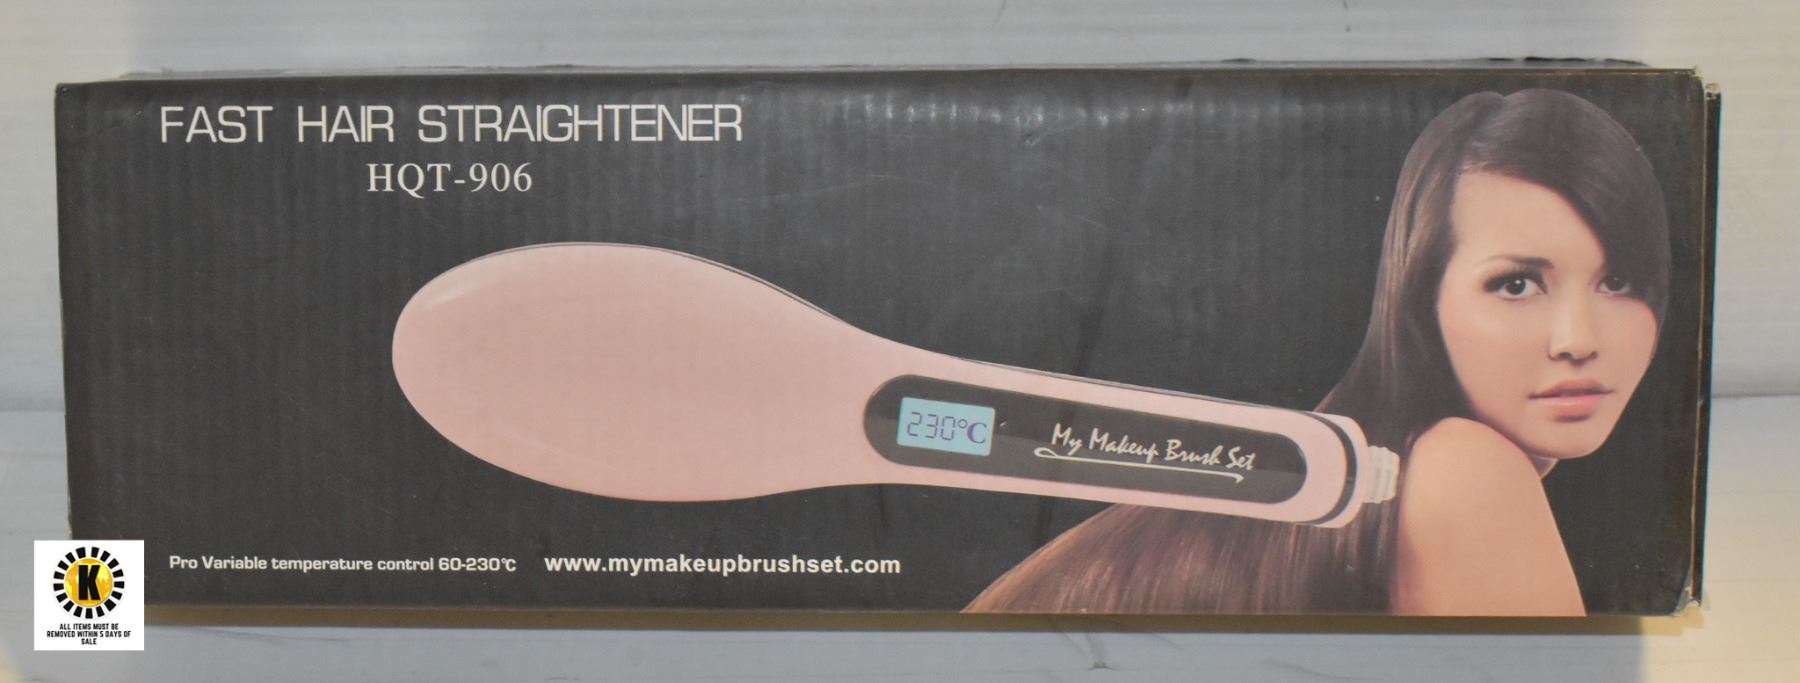 FAST HAIR STRAIGHTENER
HQT-906
230°C
My Makeup Brush Set
Pro Variable temperature control 60-230℃ www.mymakeupbrushset.com
K
ALL ITEMS MUST BE
REMOVED WITHIN 5 DAYS OF
SALE